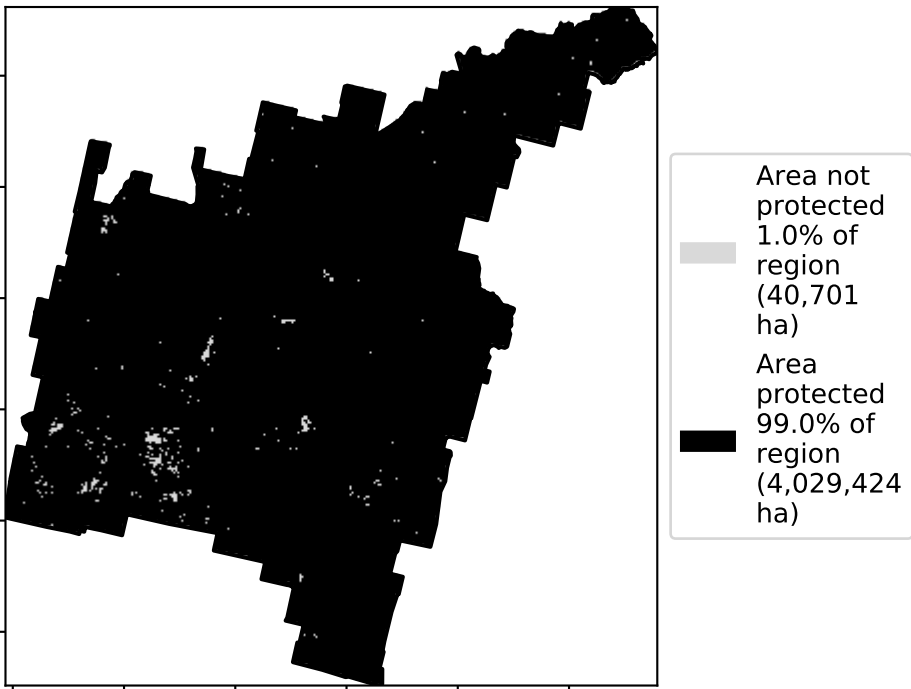 Area not
protected
1.0% of
region
(40,701
ha)
Area
protected
99.0% of
region
(4,029,424
ha)